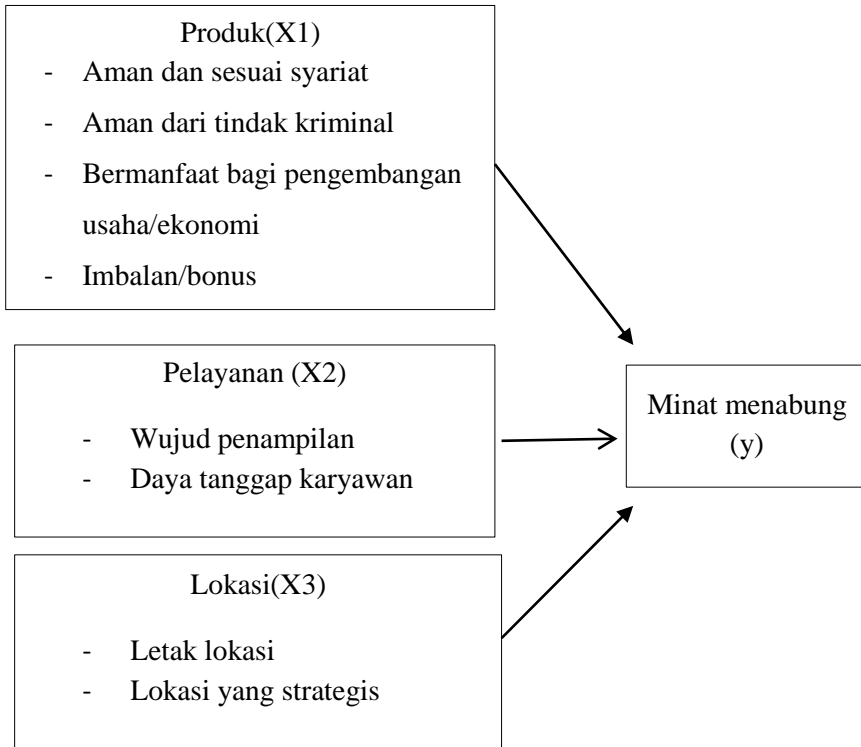 Produk(X1)
- Aman dan sesuai syariat
- Aman dari tindak kriminal
- Bermanfaat bagi pengembangan
usaha/ekonomi
- Imbalan/bonus
Pelayanan (X2)
- Wujud penampilan
- Daya tanggap karyawan
Lokasi(X3)
- Letak lokasi
- Lokasi yang strategis
Minat menabung
(y)